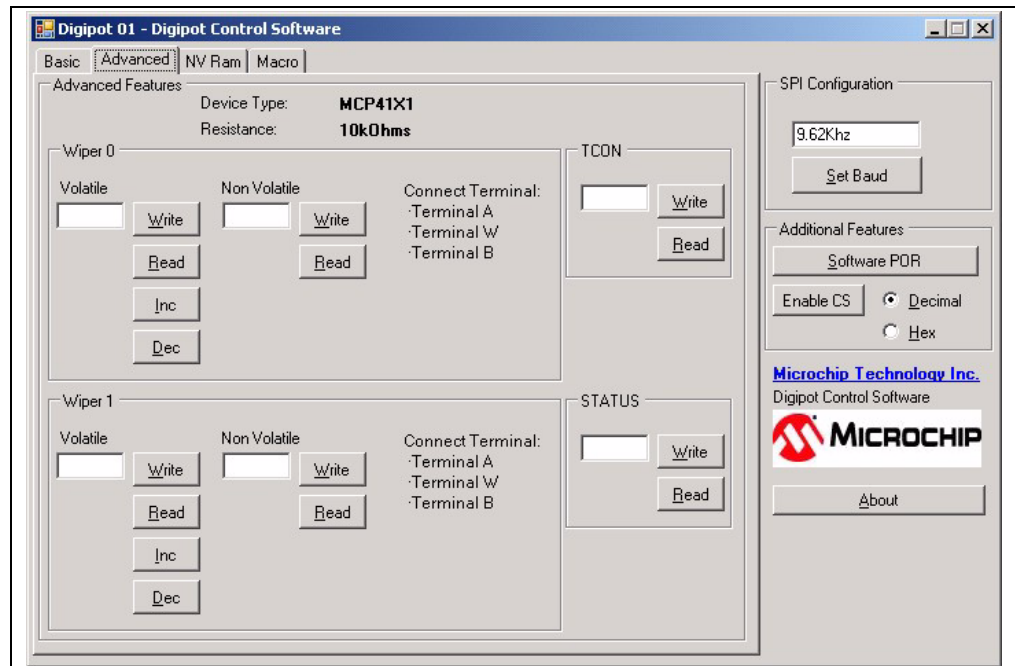 Digipot 01 - Digipot Control Software
Basic Advanced NV Ram Macro
Advanced Features
Device Type: MCP41X1
Resistance: 10kOhms
Wiper 0
Volatile Non Volatile
Write Write
Read Read
Inc
Dec
Connect Terminal:
·Terminal A
·Terminal W
·Terminal B
TCON
Write
Read
Wiper 1
Volatile Non Volatile
Write Write
Read Read
Inc
Dec
Connect Terminal:
·Terminal A
·Terminal W
·Terminal B
STATUS
Write
Read
SPI Configuration
9.62Khz
Set Baud
Additional Features
Software POR
Enable CS Decimal
Hex
Microchip Technology Inc.
Digipot Control Software
MICROCHIP
About